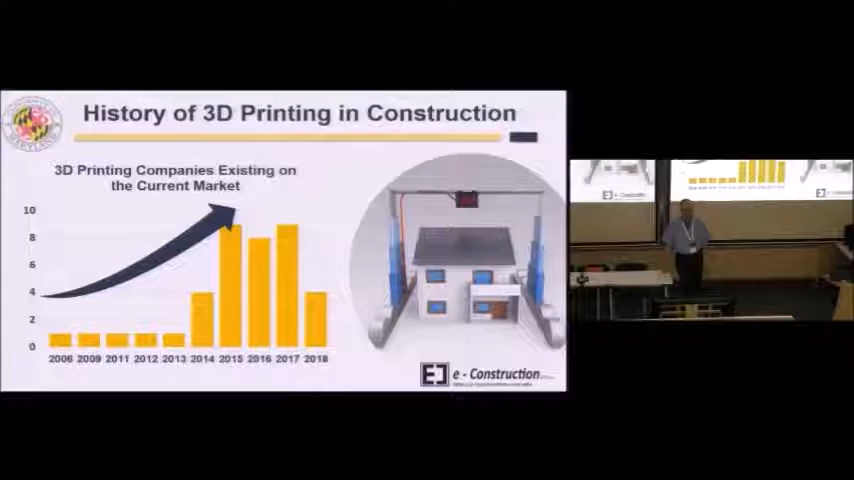 History of 3D Printing in Construction
3D Printing Companies Existing on
the Current Market
10
8
6
4
2
0
2006 2009 2011 2012 2013 2014 2015 2016 2017 2018
e - Construction